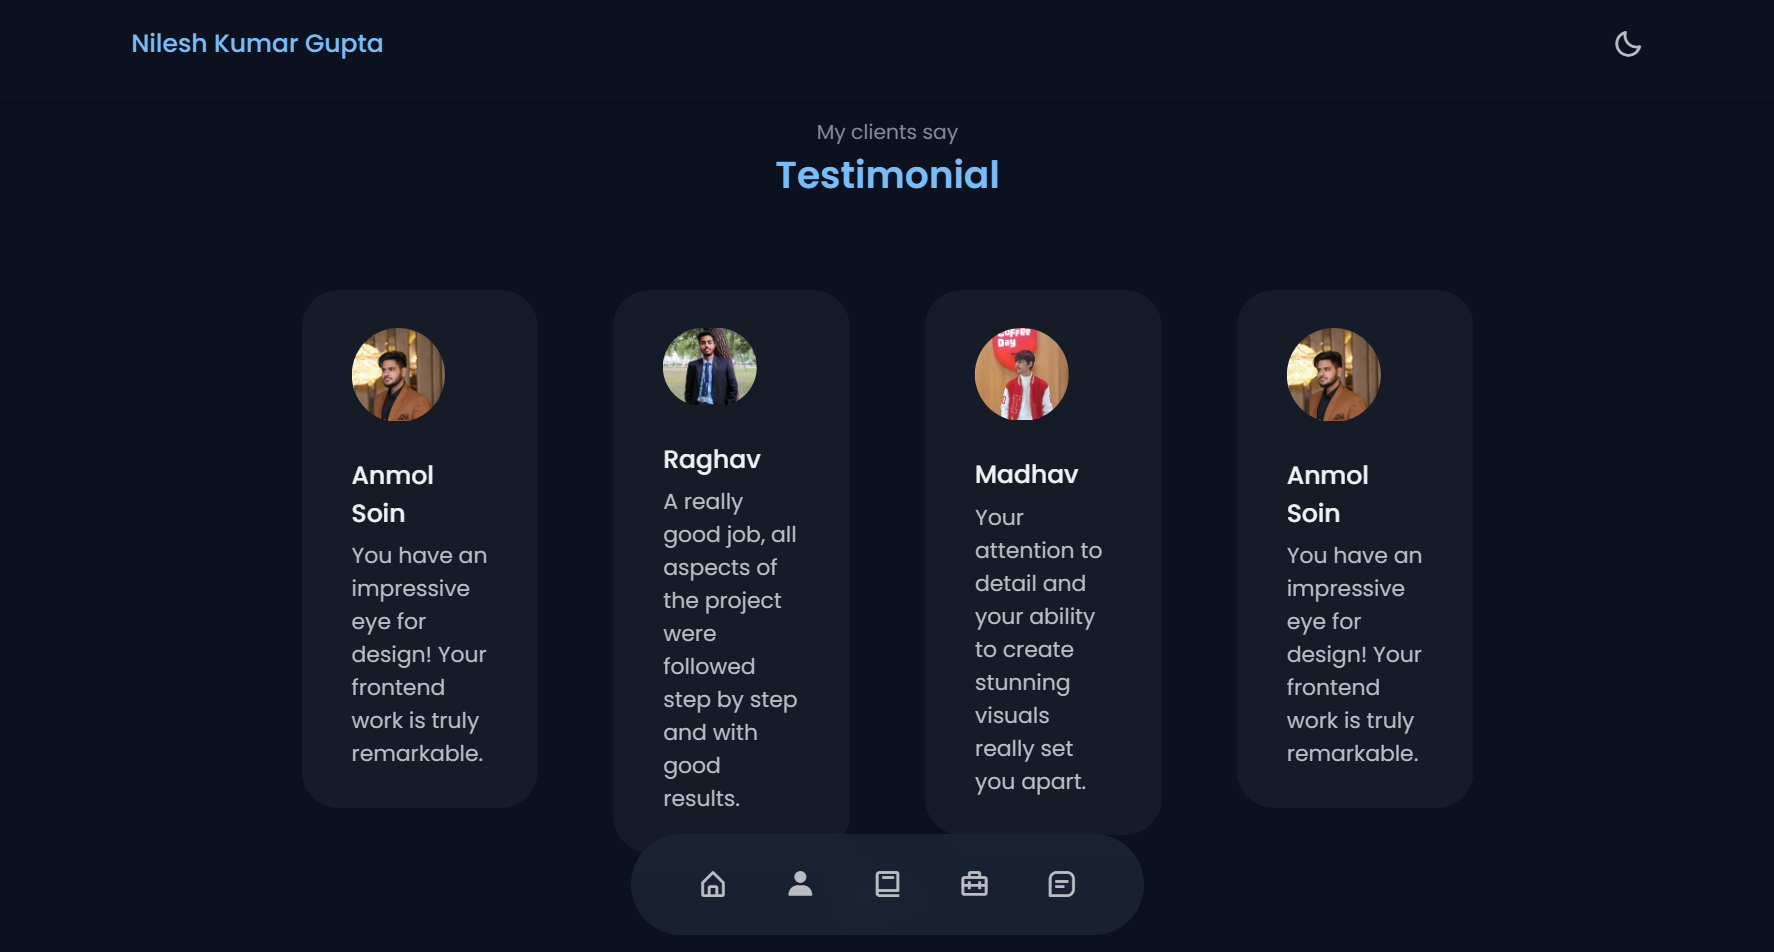 Nilesh Kumar Gupta
My clients say
Testimonial
Anmol
Soin
You have an
impressive
eye for
design! Your
frontend
work is truly
remarkable.
Raghav
A really
good job, all
aspects of
the project
were
followed
step by step
and with
good
results.
Coffee
Day
Madhav
Your
attention to
detail and
your ability
to create
stunning
visuals
really set
you apart.
Anmol
Soin
You have an
impressive
eye for
design! Your
frontend
work is truly
remarkable.